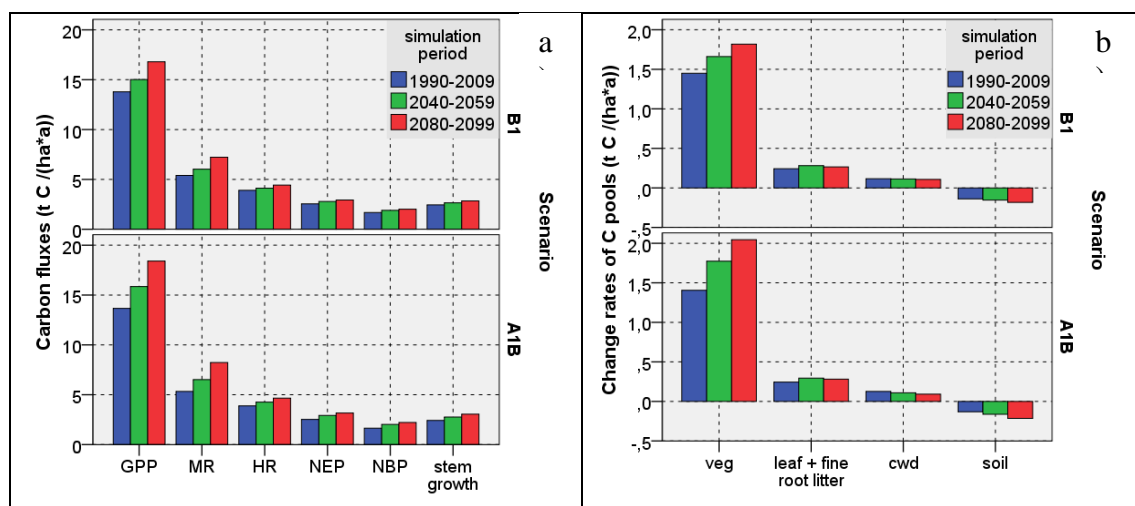 Carbon fluxes (t C /(ha*a))
20
15
10
5
0
20
15
10
5
0
simulation
period
1990-2009
2040-2059
2080-2099
a
B1
Scenario
A1B
GPP
MR
HR
NEP
NBP
stem
growth
Change rates of C pools (t C /(ha*a))
2,0
1,5
1,0
,5
,0
-,5
2,0
1,5
1,0
,5
,0
-,5
simulation
period
1990-2009
2040-2059
2080-2099
b
B1
Scenario
A1B
veg
leaf + fine
root litter
cwd
soil